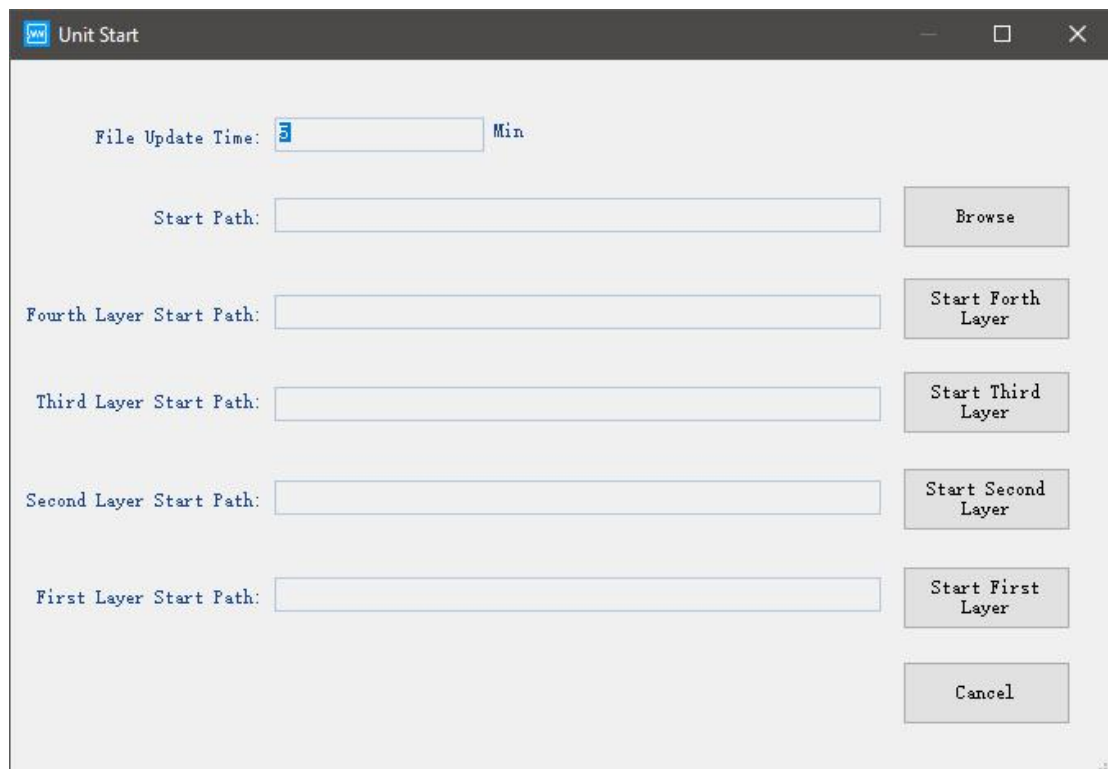 Unit Start
File Update Time: 5 Min
Start Path: Browse
Fourth Layer Start Path: Start Forth
Layer
Third Layer Start Path: Start Third
Layer
Second Layer Start Path: Start Second
Layer
First Layer Start Path: Start First
Layer
Cancel